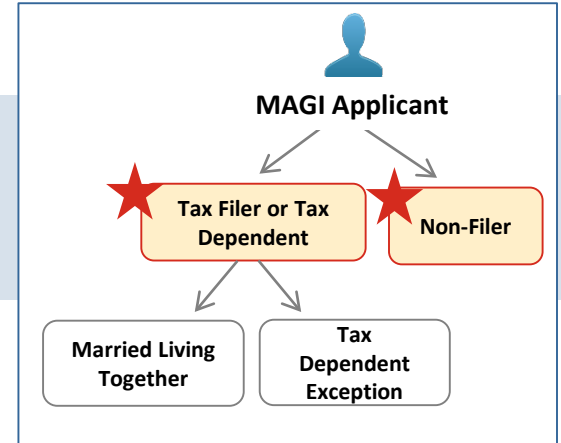 MAGI Applicant
Tax Filer or Tax
Dependent
Non-Filer
Married Living
Together
Tax
Dependent
Exception